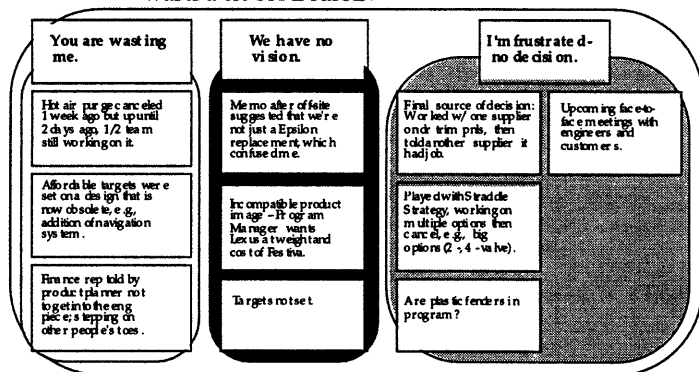 You are wasting
me.
Hot air purge canceled
1 week ago but up until
2 days ago, 1/2 team
still working on it.
Affordable targets were
set on a design that is
now obsolete, e.g.,
addition of navigation
system.
Finance rep told by
product planner not
to get into the eng
piece; stepping on
other people's toes.
We have no
vision.
Memo after offsite
suggested that we're
not just a Epsilon
replacement, which
confused me.
Incompatible product
image - Program
Manager wants
Lexus at weight and
cost of Festiva.
Targets not set.
I'm frustrated-
no decision.
Final source of decision:
Worked w/ one supplier
on dr trim pnls, then
told another supplier it
had job.
Played with Straddle
Strategy, working on
multiple options then
cancel, e.g., big
options (2 -, 4 -valve).
Are plastic fenders in
program?
Upcoming face-to-
face meetings with
engineers and
customers.